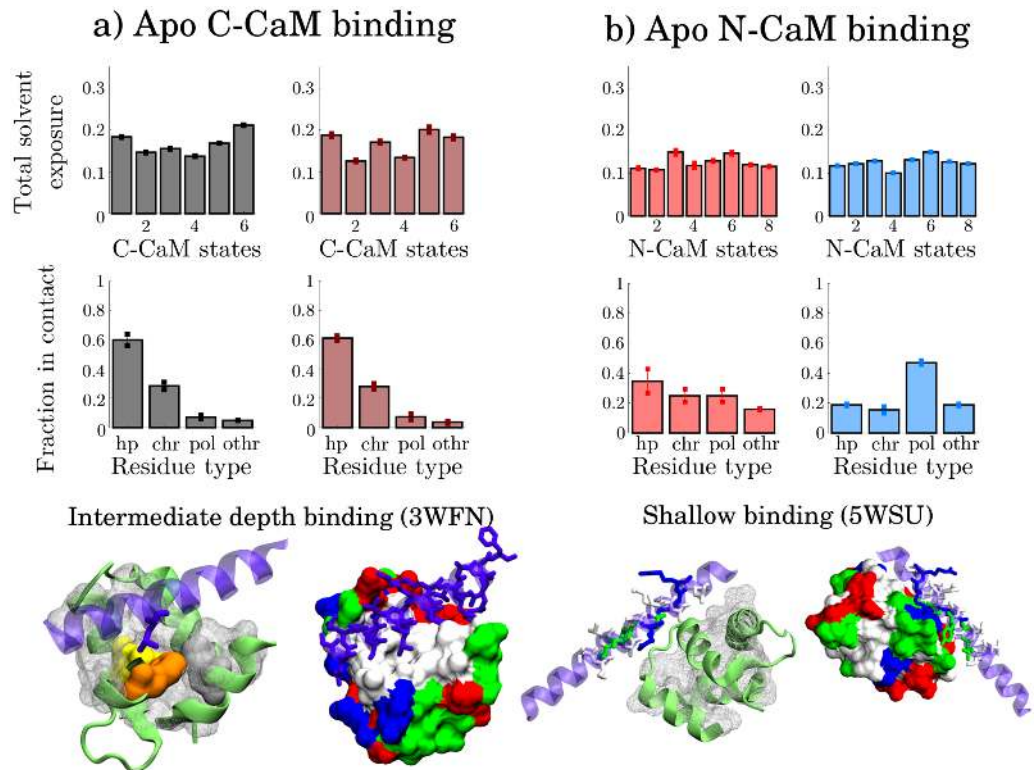 a) Apo C-CaM binding
b) Apo N-CaM binding
Total solvent
exposure
0.3
0.2
0.1
0
2 4 6
C-CaM states
0.3
0.2
0.1
0
2 4 6
C-CaM states
0.3
0.2
0.1
0
2 4 6 8
N-CaM states
0.3
0.2
0.1
0
2 4 6 8
N-CaM states
Fraction in contact
1
0.8
0.6
0.4
0.2
0
hp chr pol othr
Residue type
1
0.8
0.6
0.4
0.2
0
hp chr pol othr
Residue type
1
0.8
0.6
0.4
0.2
0
hp chr pol othr
Residue type
1
0.8
0.6
0.4
0.2
0
hp chr pol othr
Residue type
Intermediate depth binding (3WFN)
Shallow binding (5WSU)